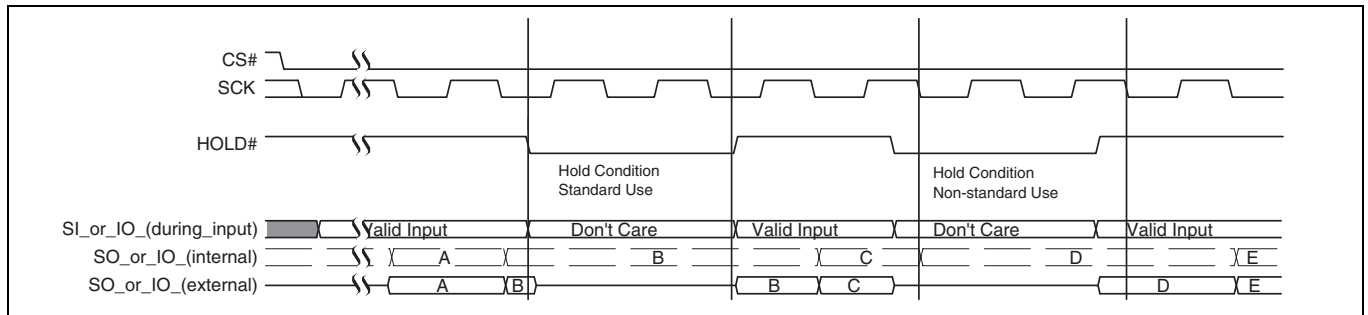 CS#
SCK
HOLD#
Hold Condition
Standard Use
Hold Condition
Non-standard Use
SI_or_IO_(during_input) Valid Input Don't Care Valid Input Don't Care Valid Input
SO_or_IO_(internal) A B C D E
SO_or_IO_(external) A B B C D E